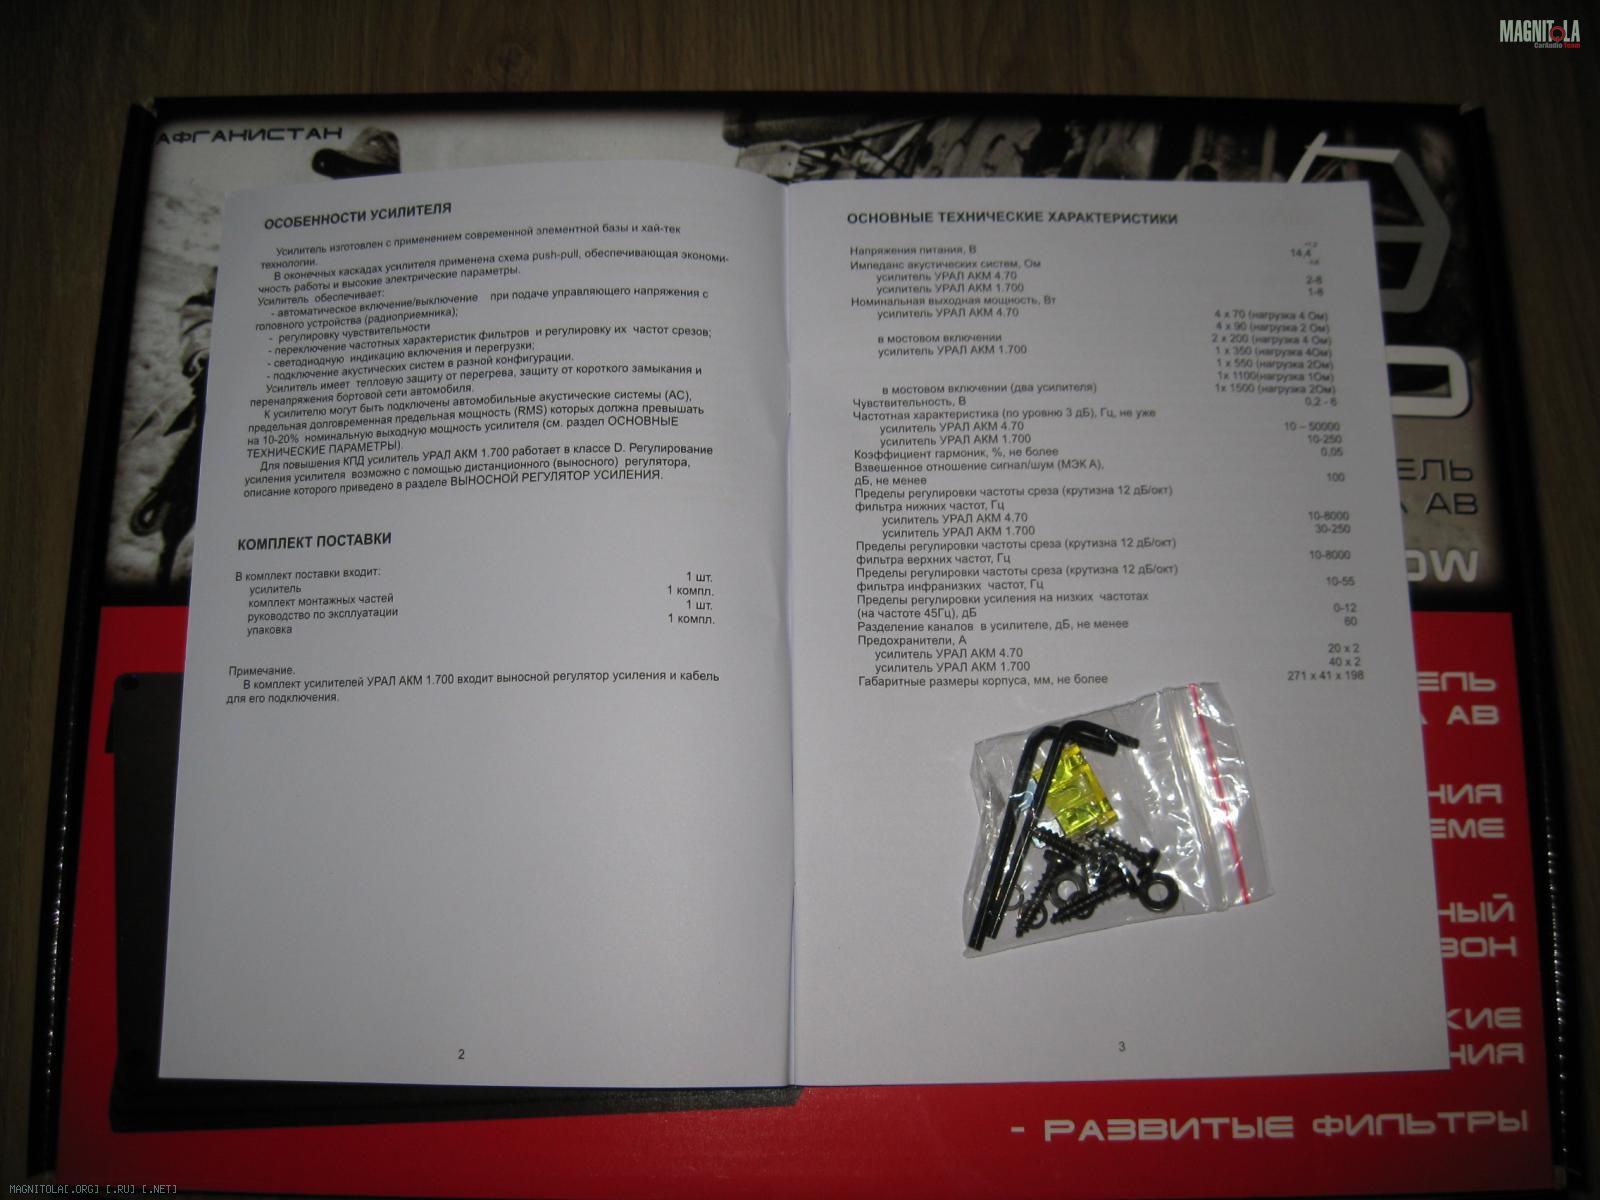 MAGNITOLA
CarAudio Team
АФГАНИСТАН
ОСОБЕННОСТИ УСИЛИТЕЛЯ
Усилитель изготовлен с применением современной элементной базы и хай-тек
технологии.
В оконечных каскадах усилителя применена схема push-pull, обеспечивающая экономи-
чность работы и высокие электрические параметры.
Усилитель обеспечивает:
- автоматическое включение/выключение при подаче управляющего напряжения с
головного устройства (радиоприемника);
- регулировку чувствительности
- переключение частотных характеристик фильтров и регулировку их частот срезов;
- светодиодную индикацию включения и перегрузки;
- подключение акустических систем в разной конфигурации.
Усилитель имеет тепловую защиту от перегрева, защиту от короткого замыкания и
перенапряжения бортовой сети автомобиля.
К усилителю могут быть подключены автомобильные акустические системы (АС),
предельная долговременная предельная мощность (RMS) которых должна превышать
на 10-20% номинальную выходную мощность усилителя (см. раздел ОСНОВНЫЕ
ТЕХНИЧЕСКИЕ ПАРАМЕТРЫ).
Для повышения КПД усилитель УРАЛ АКМ 1.700 работает в классе D. Регулирование
усиления усилителя возможно с помощью дистанционного (выносного) регулятора,
описание которого приведено в разделе ВЫНОСНОЙ РЕГУЛЯТОР УСИЛЕНИЯ.
КОМПЛЕКТ ПОСТАВКИ
В комплект поставки входит:
усилитель 1 шт.
комплект монтажных частей 1 компл.
руководство по эксплуатации 1 шт.
упаковка 1 компл.
Примечание.
В комплект усилителей УРАЛ АКМ 1.700 входит выносной регулятор усиления и кабель
для его подключения.
2
ОСНОВНЫЕ ТЕХНИЧЕСКИЕ ХАРАКТЕРИСТИКИ
Напряжения питания, В 14,4
Импеданс акустических систем, Ом
усилитель УРАЛ АКМ 4.70 2-8
усилитель УРАЛ АКМ 1.700 1-8
Номинальная выходная мощность, Вт
усилитель УРАЛ АКМ 4.70 4 x 70 (нагрузка 4 Ом)
4 x 90 (нагрузка 2 Ом)
в мостовом включении 2 x 200 (нагрузка 4 Ом)
усилитель УРАЛ АКМ 1.700 1 x 350 (нагрузка 4Ом)
1 x 550 (нагрузка 2Ом)
1x 1100(нагрузка 1Ом)
в мостовом включении (два усилителя) 1x 1500 (нагрузка 2Ом)
Чувствительность, В 0,2 - 6
Частотная характеристика (по уровню 3 дБ), Гц, не уже
усилитель УРАЛ АКМ 4.70 10 – 50000
усилитель УРАЛ АКМ 1.700 10-250
Коэффициент гармоник, %, не более 0,05
Взвешенное отношение сигнал/шум (МЭК А),
дБ, не менее 100
Пределы регулировки частоты среза (крутизна 12 дБ/окт)
фильтра нижних частот, Гц
усилитель УРАЛ АКМ 4.70 10-8000
усилитель УРАЛ АКМ 1.700 30-250
Пределы регулировки частоты среза (крутизна 12 дБ/окт)
фильтра верхних частот, Гц 10-8000
Пределы регулировки частоты среза (крутизна 12 дБ/окт)
фильтра инфранизких частот, Гц 10-55
Пределы регулировки усиления на низких частотах
(на частоте 45Гц), дБ 0-12
Разделение каналов в усилителе, дБ, не менее 60
Предохранители, А
усилитель УРАЛ АКМ 4.70 20 x 2
усилитель УРАЛ АКМ 1.700 40 x 2
Габаритные размеры корпуса, мм, не более 271 x 41 x 198
3
ЕЛЬ
АВ
OW
ЕЛЬ
АВ
НИЯ
ЕМЕ
НЫЙ
ЗОН
КИЕ
НИЯ
- РАЗВИТЫЕ ФИЛЬТРЫ
MAGNITOLA[.ORG] [.RU] [.NET]